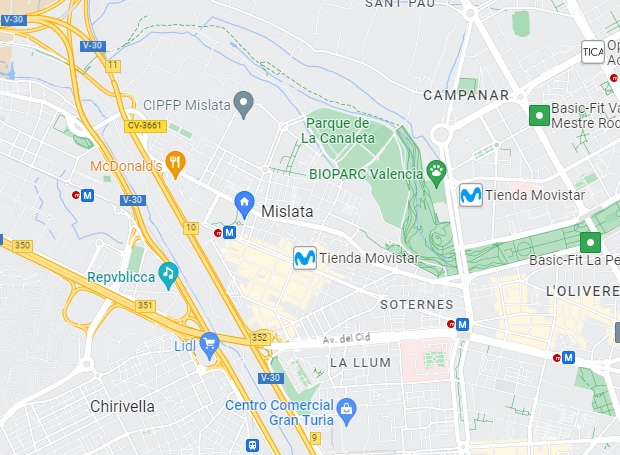 SANT PAU
V-30
V-30
11
TICA
Op
Ac
CAMPANAR
CIPFP Mislata
Basic-Fit Va
Mestre Rod
CV-3661
Parque de
La Canaleta
McDonald's
BIOPARC Valencia
M
V-30
Tienda Movistar
Mislata
10
M
350
Tienda Movistar
Basic-Fit La Pe
Repvblicca
351
L'OLIVERE
SOTERNES
M
352
Av. del Cid
Lidl
M
LA LLUM
V-30
Chirivella
Centro Comercial
Gran Turia
9